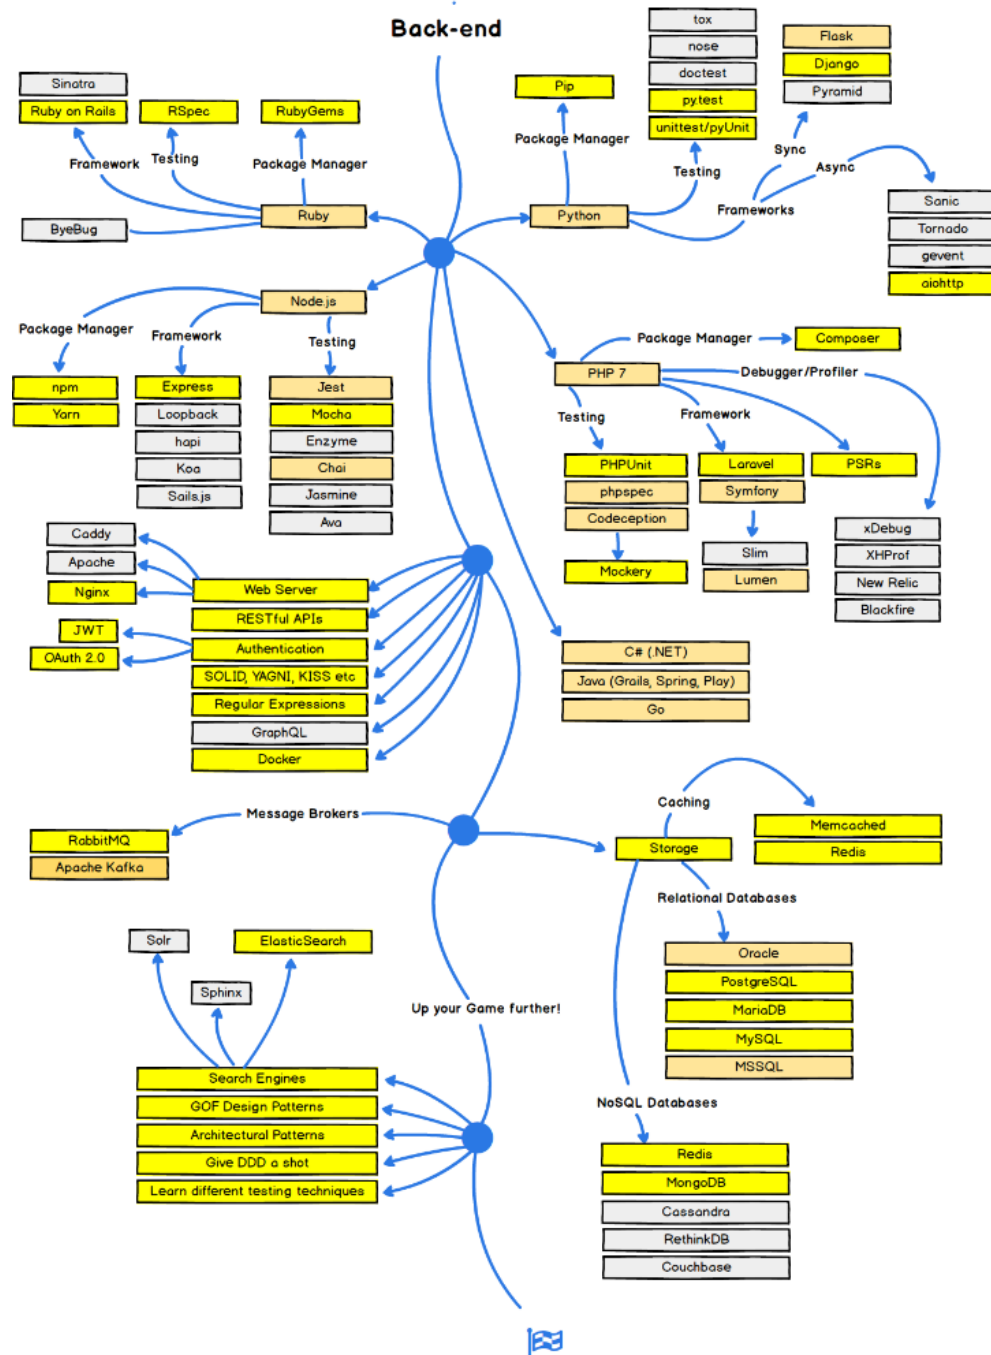 Back-end
Sinatra
Ruby on Rails
RSpec
RubyGems
Framework
Testing
Package Manager
ByeBug
Ruby
Pip
Package Manager
Python
tox
nose
doctest
py.test
unittest/pyUnit
Testing
Flask
Django
Pyramid
Sync
Async
Frameworks
Sanic
Tornado
gevent
aiohttp
Node.js
Package Manager
Framework
Testing
npm
Yarn
Express
Loopback
hapi
Koa
Sails.js
Jest
Mocha
Enzyme
Chai
Jasmine
Ava
PHP 7
Package Manager
Composer
Debugger/Profiler
Testing
Framework
PHPUnit
phpspec
Codeception
Mockery
Laravel
Symfony
Slim
Lumen
PSRs
xDebug
XHProf
New Relic
Blackfire
Caddy
Apache
Nginx
JWT
OAuth 2.0
Web Server
RESTful APIs
Authentication
SOLID, YAGNI, KISS etc
Regular Expressions
GraphQL
Docker
C# (.NET)
Java (Grails, Spring, Play)
Go
Message Brokers
RabbitMQ
Apache Kafka
Storage
Caching
Memcached
Redis
Relational Databases
Oracle
PostgreSQL
MariaDB
MySQL
MSSQL
NoSQL Databases
Redis
MongoDB
Cassandra
RethinkDB
Couchbase
Up your Game further!
Solr
Sphinx
ElasticSearch
Search Engines
GOF Design Patterns
Architectural Patterns
Give DDD a shot
Learn different testing techniques